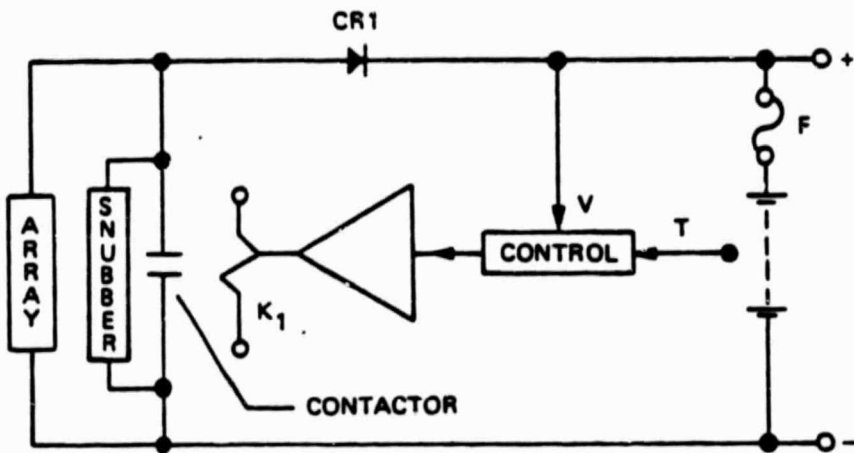 CR1
+
F
ARRAY
SNUBBER
V
T
CONTROL
K1
CONTACTOR
−